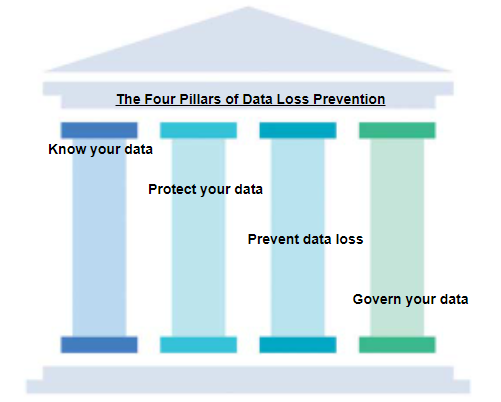 The Four Pillars of Data Loss Prevention
Know your data
Protect your data
Prevent data loss
Govern your data